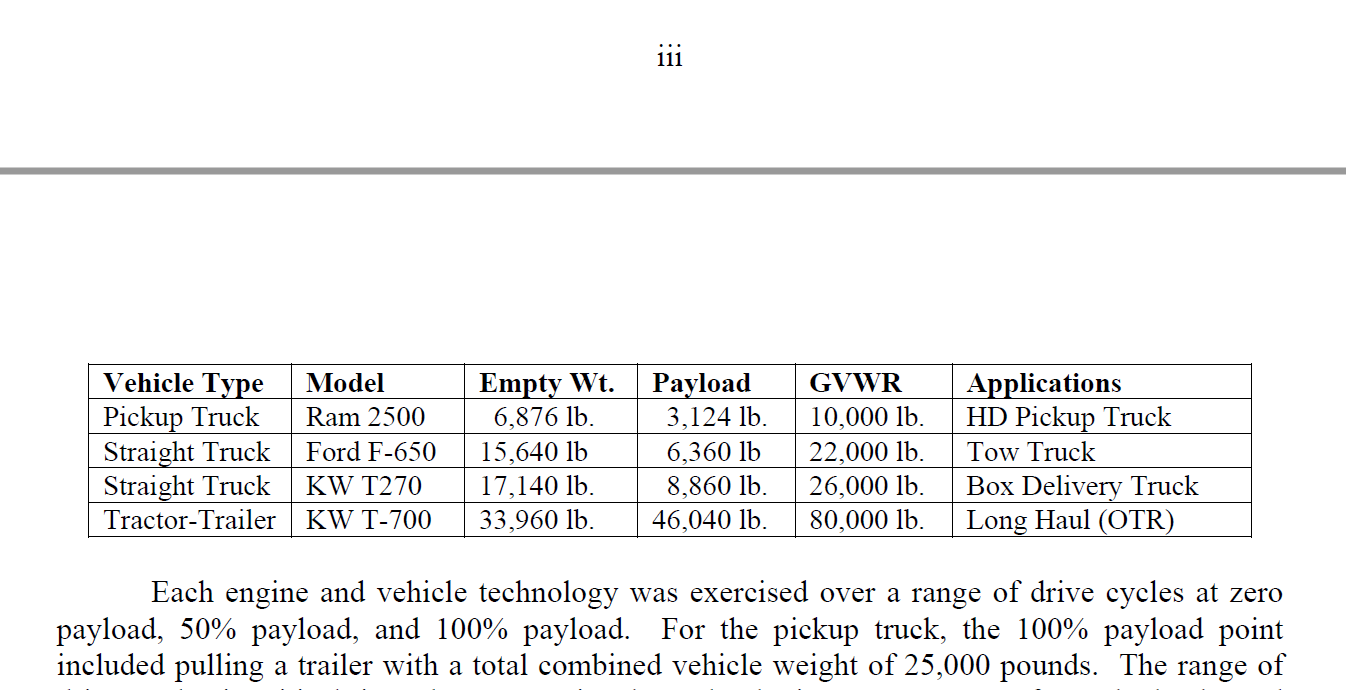 iii
Vehicle Type Model Empty Wt. Payload GVWR Applications
Pickup Truck Ram 2500 6,876 lb. 3,124 lb. 10,000 lb. HD Pickup Truck
Straight Truck Ford F-650 15,640 lb 6,360 lb 22,000 lb. Tow Truck
Straight Truck KW T270 17,140 lb. 8,860 lb. 26,000 lb. Box Delivery Truck
Tractor-Trailer KW T-700 33,960 lb. 46,040 lb. 80,000 lb. Long Haul (OTR)
Each engine and vehicle technology was exercised over a range of drive cycles at zero
payload, 50% payload, and 100% payload. For the pickup truck, the 100% payload point
included pulling a trailer with a total combined vehicle weight of 25,000 pounds. The range of